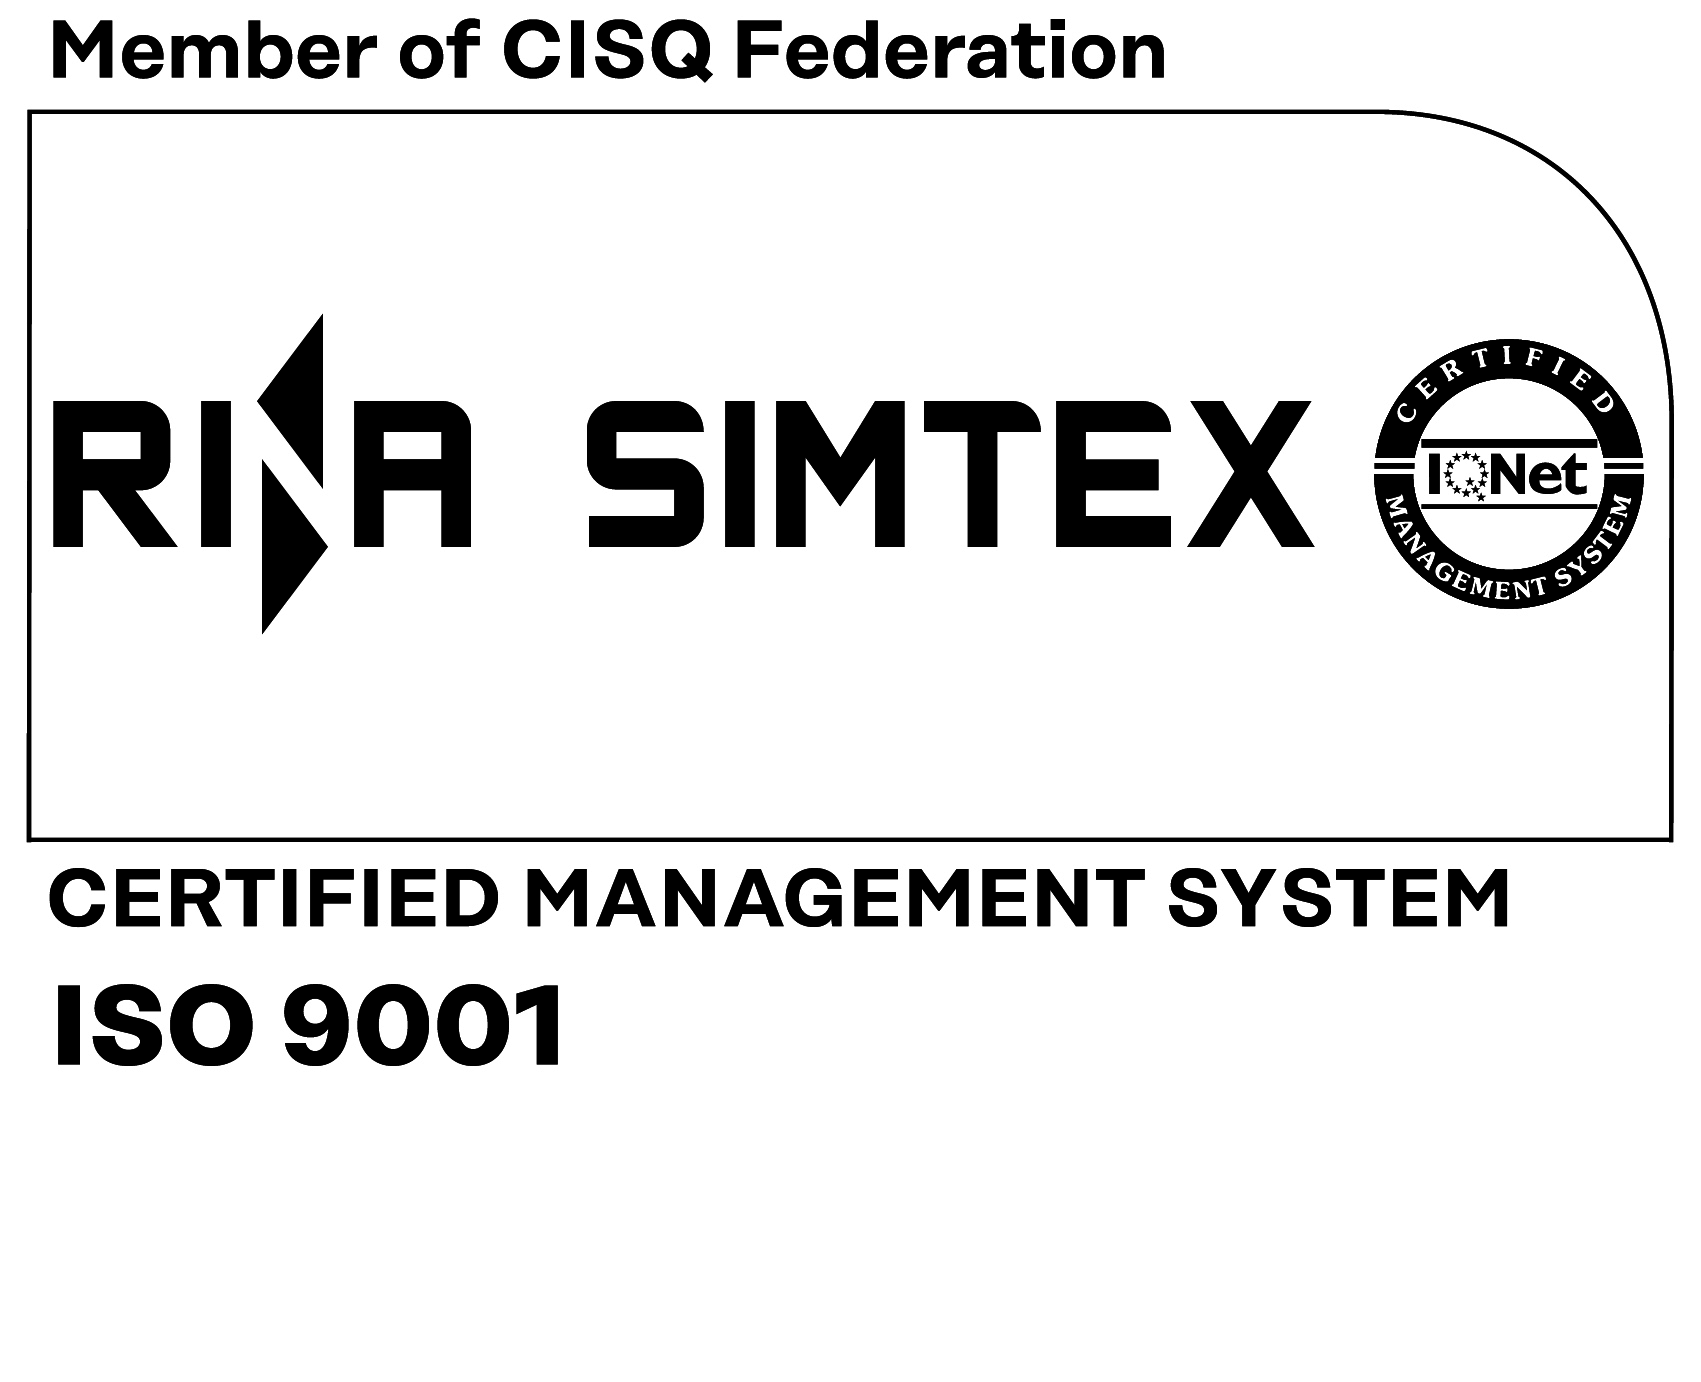 Member of CISQ Federation
RINA SIMTEX
CERTIFIED
IQNet
MANAGEMENT SYSTEM
CERTIFIED MANAGEMENT SYSTEM
ISO 9001